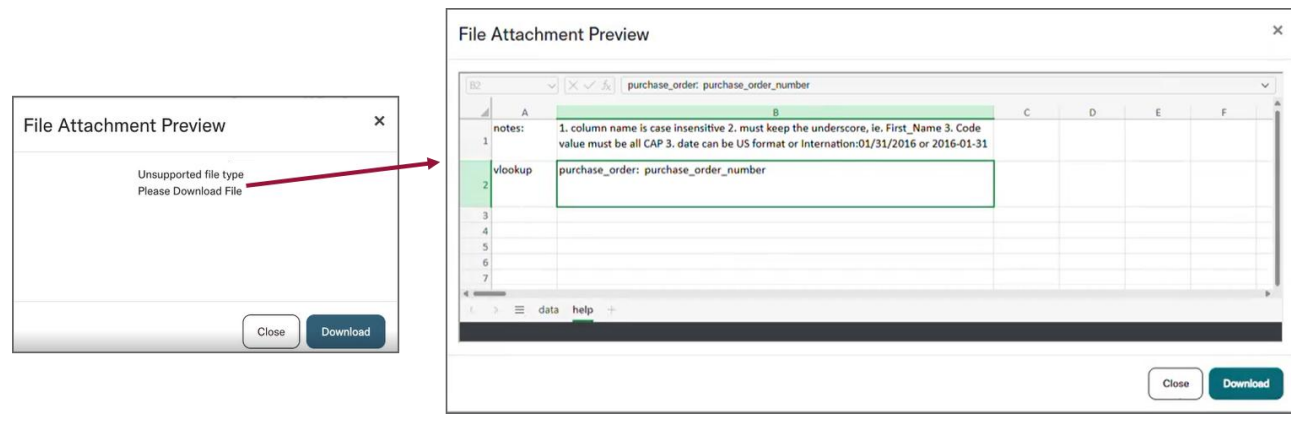 File Attachment Preview
×
Unsupported file type
Please Download File
Close
Download
File Attachment Preview
×
B2
fx
purchase_order: purchase_order_number
A
B
C
D
E
F
1
notes:
1. column name is case insensitive 2. must keep the underscore, ie. First_Name 3. Code
value must be all CAP 3. date can be US format or Internation:01/31/2016 or 2016-01-31
2
vlookup
purchase_order: purchase_order_number
3
4
5
6
7
data
help
Close
Download